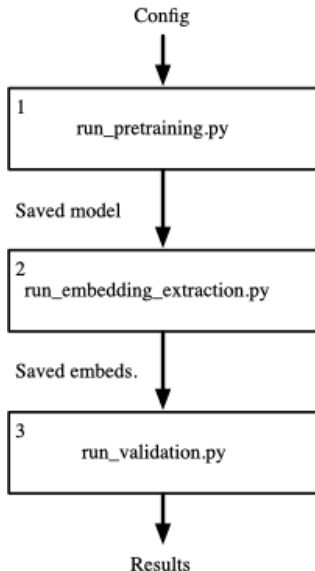 Config
1
run_pretraining.py
Saved model
2
run_embedding_extraction.py
Saved embeds.
3
run_validation.py
Results